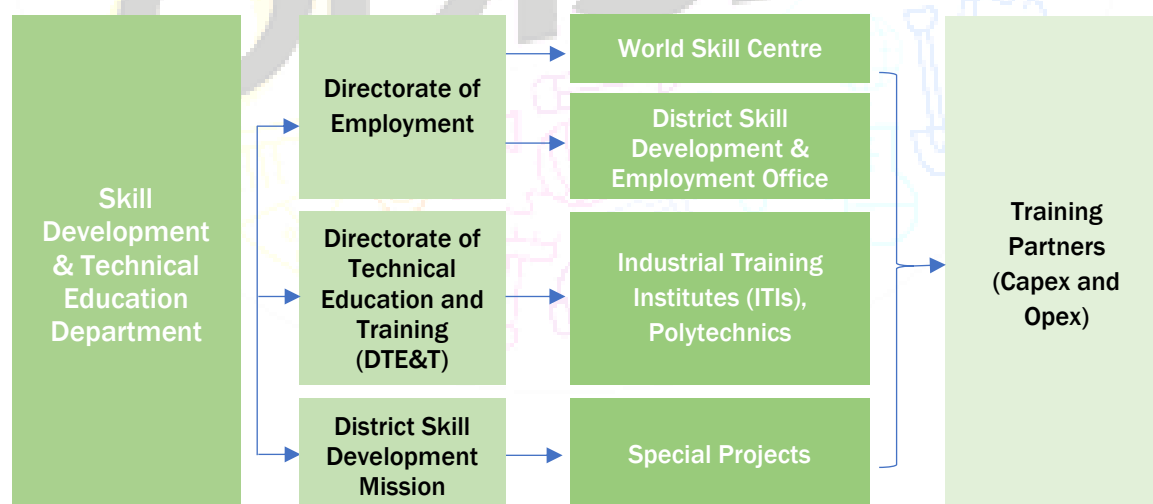 Skill
Development
& Technical
Education
Department
Directorate of
Employment
Directorate of
Technical
Education and
Training
(DTE&T)
District Skill
Development
Mission
World Skill Centre
District Skill
Development &
Employment Office
Industrial Training
Institutes (ITIs),
Polytechnics
Special Projects
Training
Partners
(Capex and
Opex)